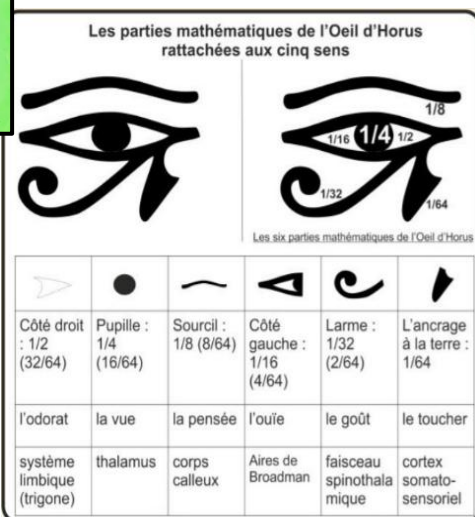 Les parties mathématiques de l'Oeil d'Horus
rattachées aux cinq sens
1/8
1/16 1/4 1/2
1/32
1/64
Les six parties mathématiques de l'Oeil d'Horus
Côté droit
: 1/2
(32/64)
Pupille :
1/4
(16/64)
Sourcil :
1/8 (8/64)
Côté
gauche :
1/16
(4/64)
Larme :
1/32
(2/64)
L'ancrage
à la terre :
1/64
l'odorat
la vue
la pensée
l'ouïe
le goût
le toucher
système
limbique
(trigone)
thalamus
corps
calleux
Aires de
Broadman
faisceau
spinothala
mique
cortex
somato-
sensoriel